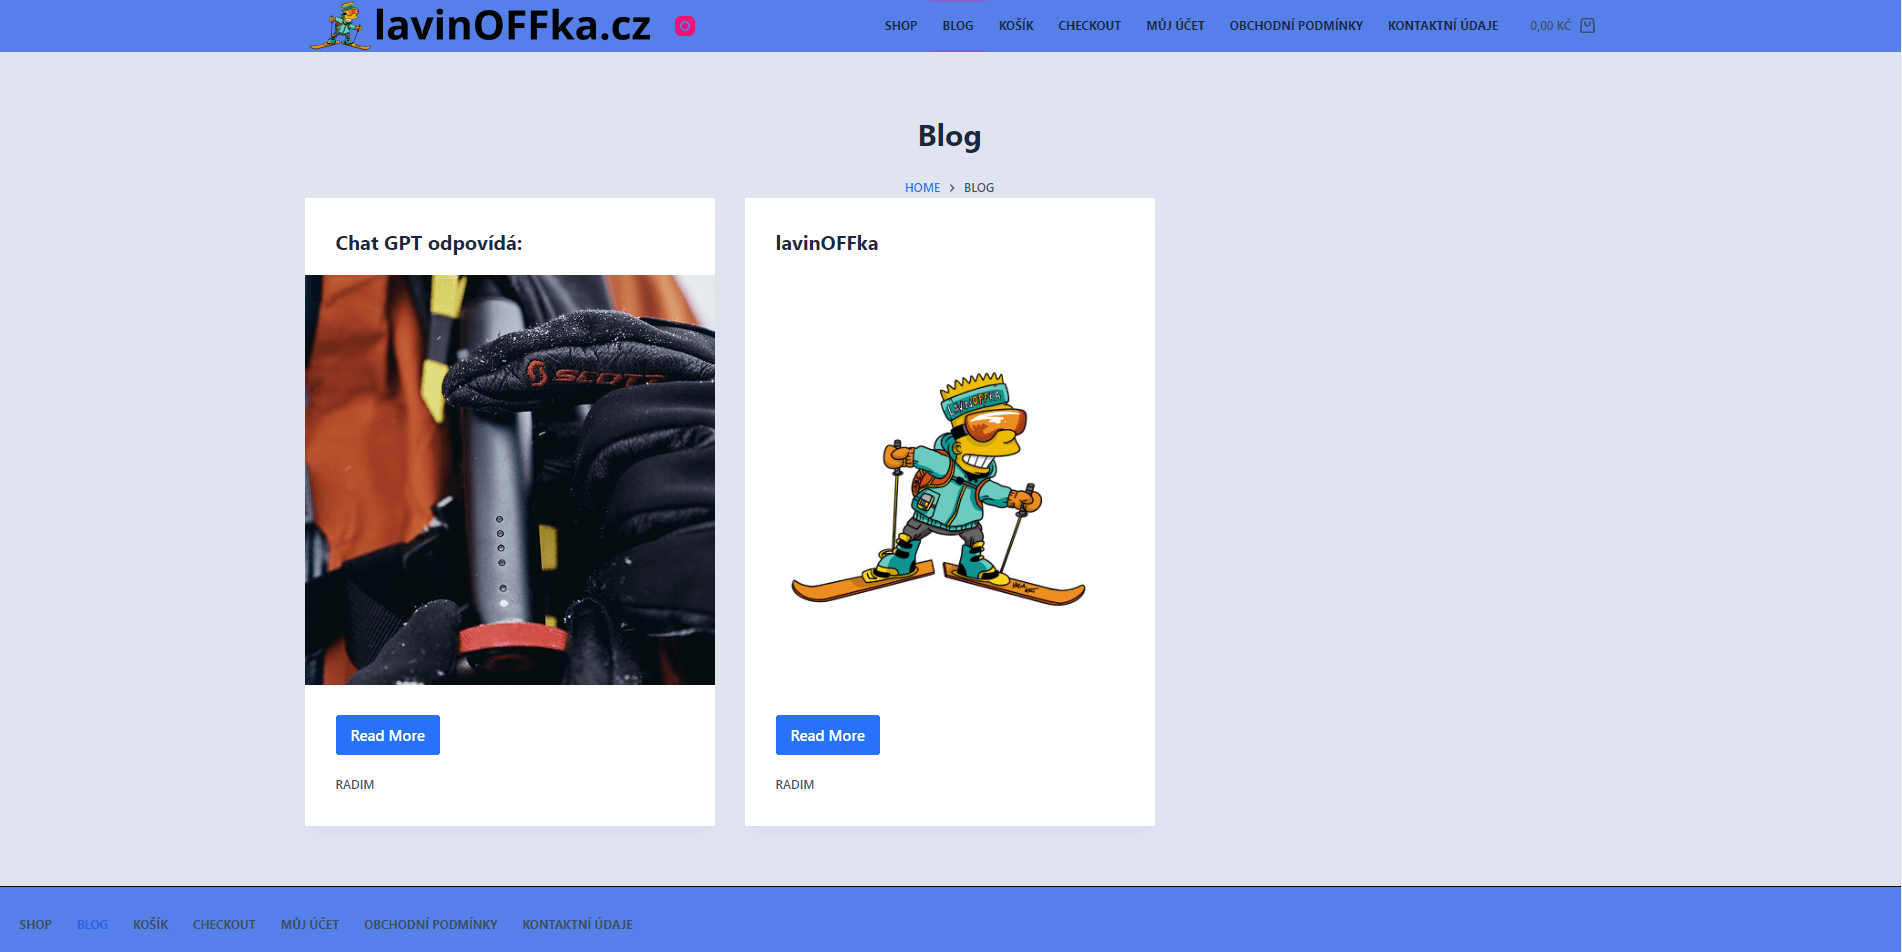 lavinOFFka.cz
SHOP BLOG KOŠÍK CHECKOUT MŮJ ÚČET OBCHODNÍ PODMÍNKY KONTAKTNÍ ÚDAJE 0,00 KČ
Blog
HOME > BLOG
Chat GPT odpovídá:
SCOTT
Read More
RADIM
lavinOFFka
LAVINOFFKA
Read More
RADIM
SHOP BLOG KOŠÍK CHECKOUT MŮJ ÚČET OBCHODNÍ PODMÍNKY KONTAKTNÍ ÚDAJE